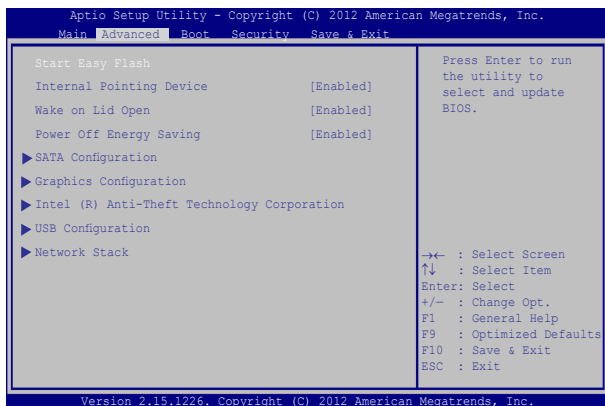 Aptio Setup Utility - Copyright (C) 2012 American Megatrends, Inc.
Main Advanced Boot Security Save & Exit
Start Easy Flash
Internal Pointing Device [Enabled]
Wake on Lid Open [Enabled]
Power Off Energy Saving [Enabled]
SATA Configuration
Graphics Configuration
Intel (R) Anti-Theft Technology Corporation
USB Configuration
Network Stack
Press Enter to run
the utility to
select and update
BIOS.
→← : Select Screen
↑↓ : Select Item
Enter: Select
+/— : Change Opt.
F1 : General Help
F9 : Optimized Defaults
F10 : Save & Exit
ESC : Exit
Version 2.15.1226. Copyright (C) 2012 American Megatrends, Inc.